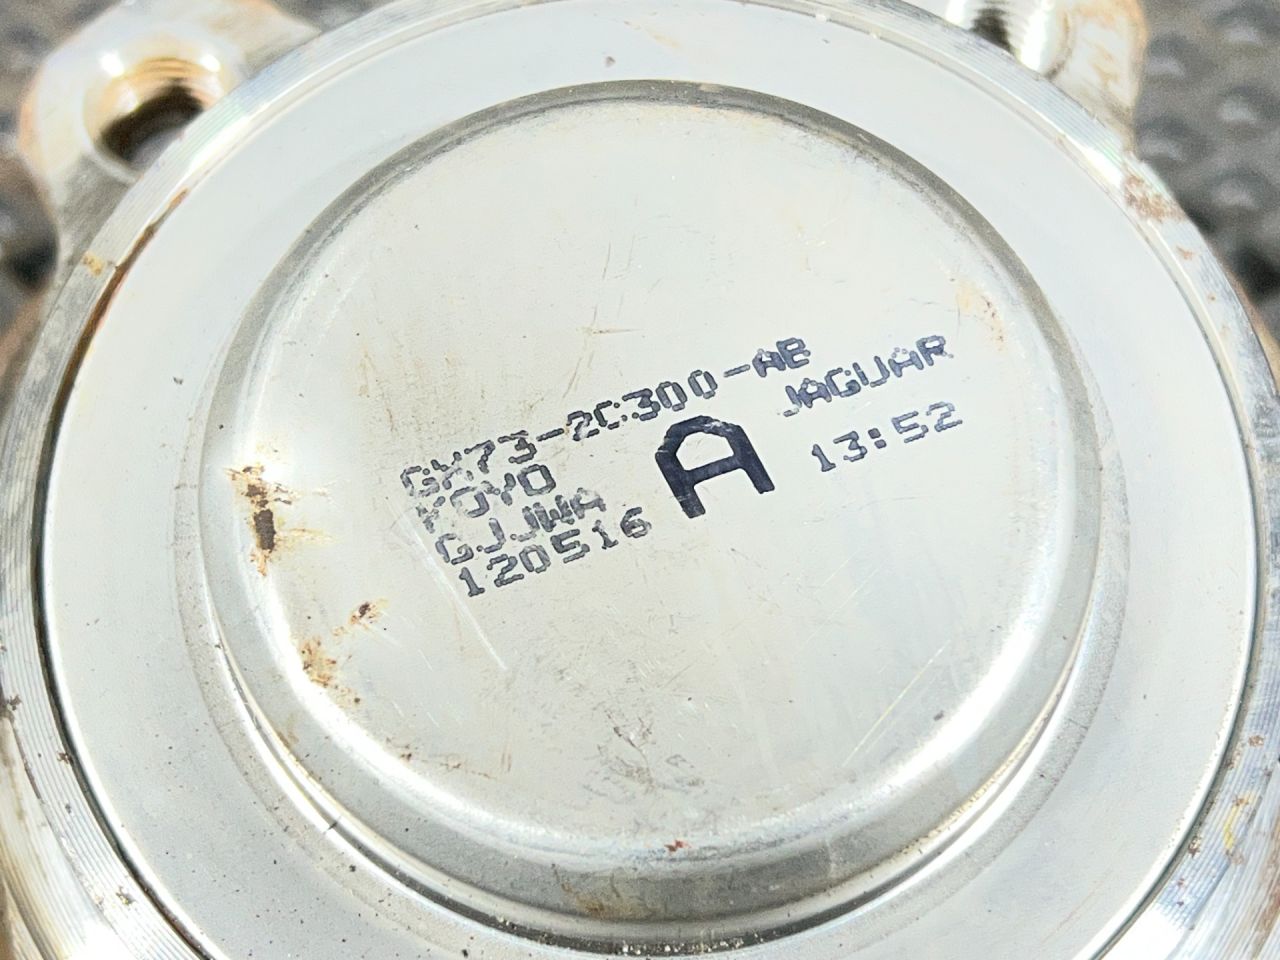 GX73-2C300-AB
JAGUAR
KOYO
A
13:52
GJJWA
120516